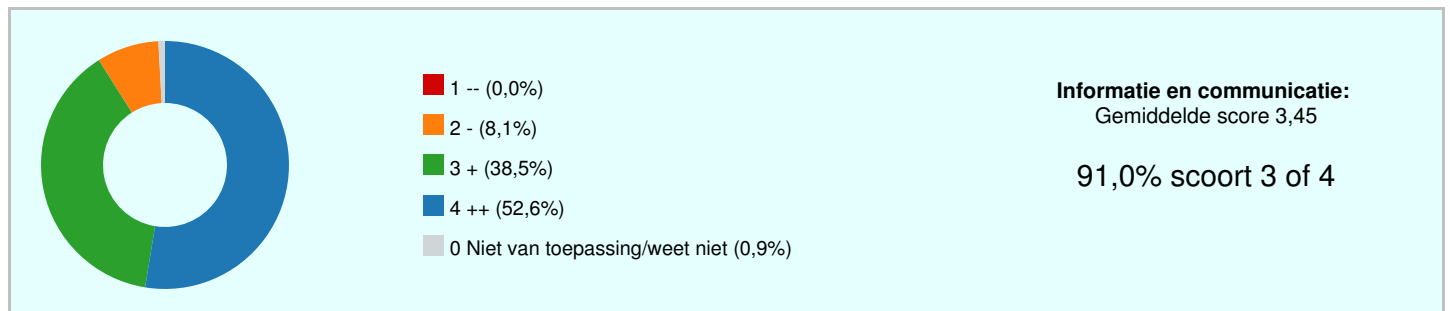 1 -- (0,0%)
2 - (8,1%)
3 + (38,5%)
4 ++ (52,6%)
0 Niet van toepassing/weet niet (0,9%)
Informatie en communicatie:
Gemiddelde score 3,45
91,0% scoort 3 of 4